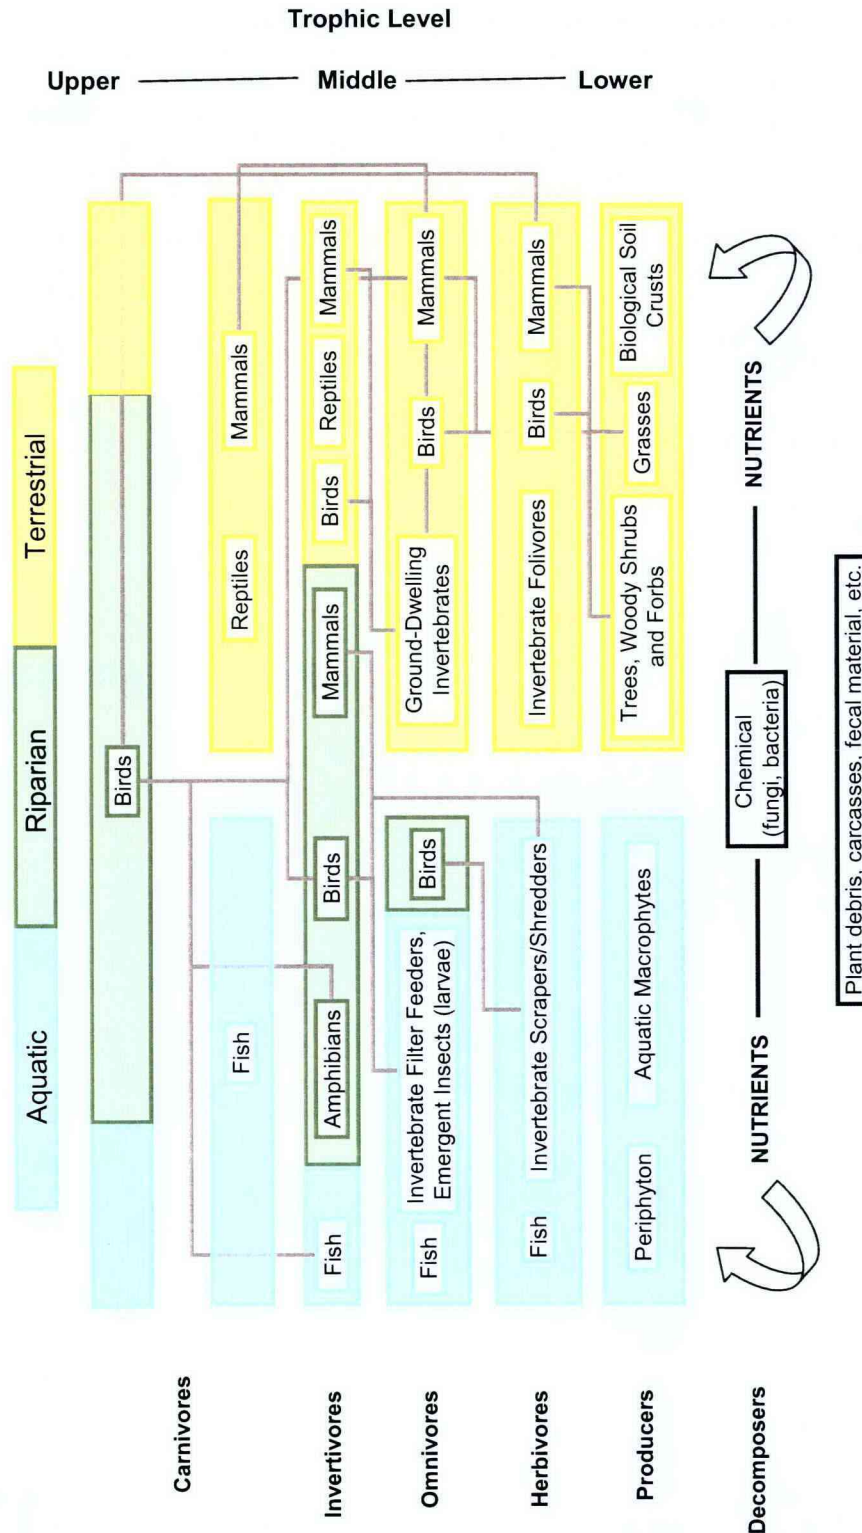 Aquatic
Riparian
Terrestrial
Trophic Level
Upper
Middle
Lower
Carnivores
Birds
Fish
Reptiles
Mammals
Invertivores
Fish
Amphibians
Birds
Mammals
Birds
Reptiles
Mammals
Omnivores
Fish
Invertebrate Filter Feeders,
Emergent Insects (larvae)
Birds
Ground-Dwelling
Invertebrates
Birds
Mammals
Herbivores
Fish
Invertebrate Scrapers/Shredders
Invertebrate Folivores
Birds
Mammals
Producers
Periphyton
Aquatic Macrophytes
Trees, Woody Shrubs
and Forbs
Grasses
Biological Soil
Crusts
Decomposers
NUTRIENTS
Chemical
(fungi, bacteria)
NUTRIENTS
Plant debris, carcasses, fecal material, etc.